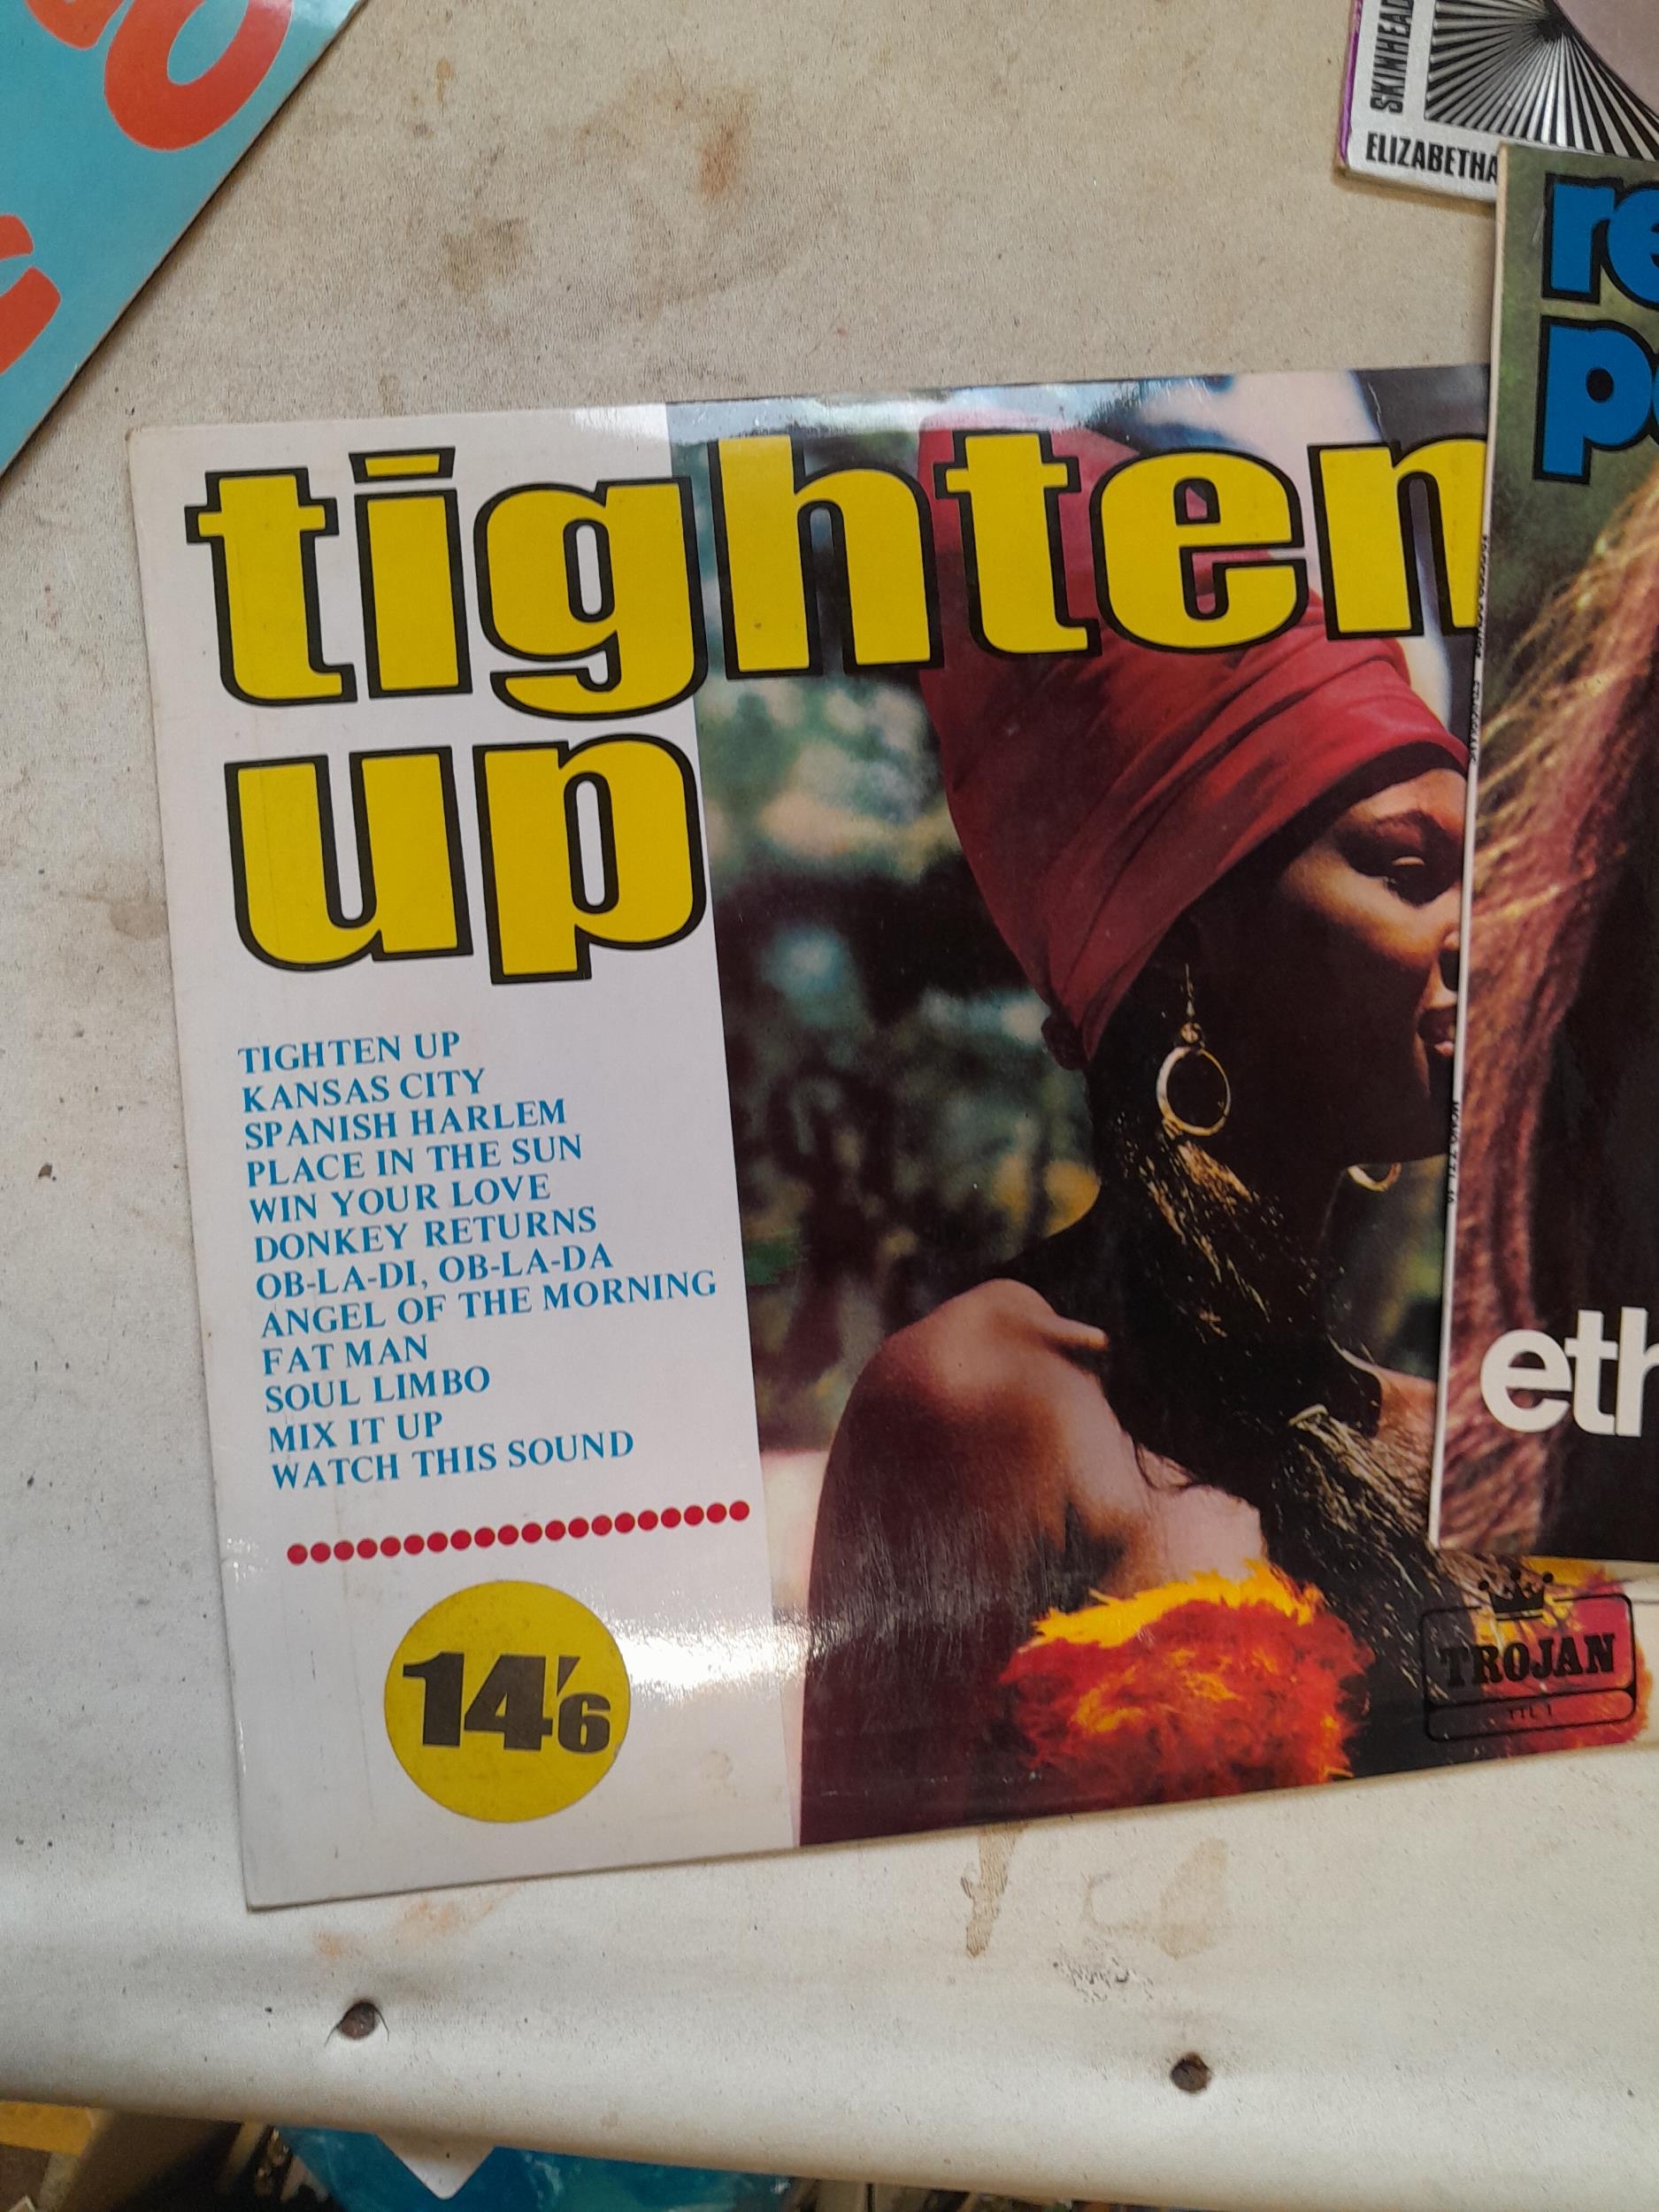 SKINHEAD
ELIZABETHA
re
p
tighten
up
TIGHTEN UP
KANSAS CITY
SPANISH HARLEM
PLACE IN THE SUN
WIN YOUR LOVE
DONKEY RETURNS
OB-LA-DI, OB-LA-DA
ANGEL OF THE MORNING
FAT MAN
SOUL LIMBO
MIX IT UP
WATCH THIS SOUND
14'6
eth
TROJAN
TTL 1